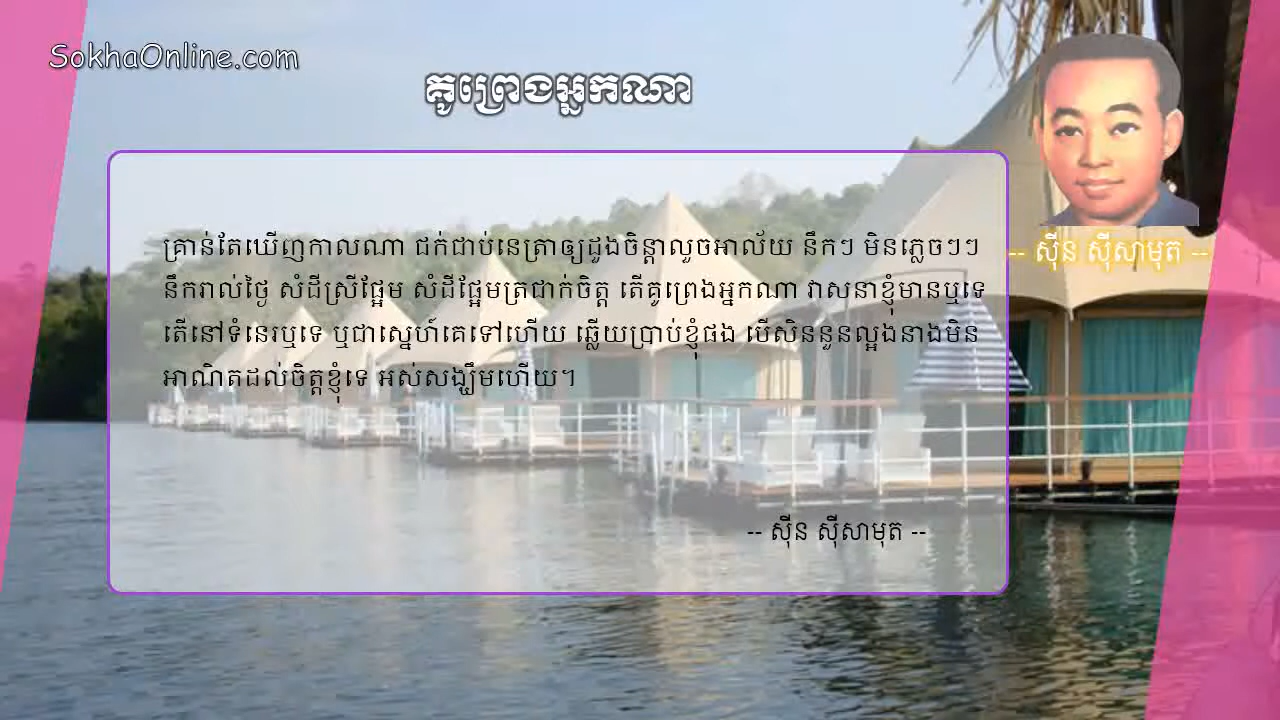 SokhaOnline.com
គូព្រេងអ្នកណា
-- ស៊ីន ស៊ីសាមុត --
គ្រាន់តែឃើញកាលណា ជក់ជាប់នេត្រាឲ្យដួងចិន្តាលួចអាល័យ នឹកៗ មិនភ្លេចៗៗ
នឹករាល់ថ្ងៃ សំដីស្រីផ្អែម សំដីផ្អែមត្រជាក់ចិត្ត តើគូព្រេងអ្នកណា វាសនាខ្ញុំមានឬទេ
តើនៅទំនេរឬទេ ឬជាស្នេហ៍គេទៅហើយ ឆ្លើយប្រាប់ខ្ញុំផង បើសិននួនល្អងនាងមិន
អាណិតដល់ចិត្តខ្ញុំទេ អស់សង្ឃឹមហើយ។
-- ស៊ីន ស៊ីសាមុត --